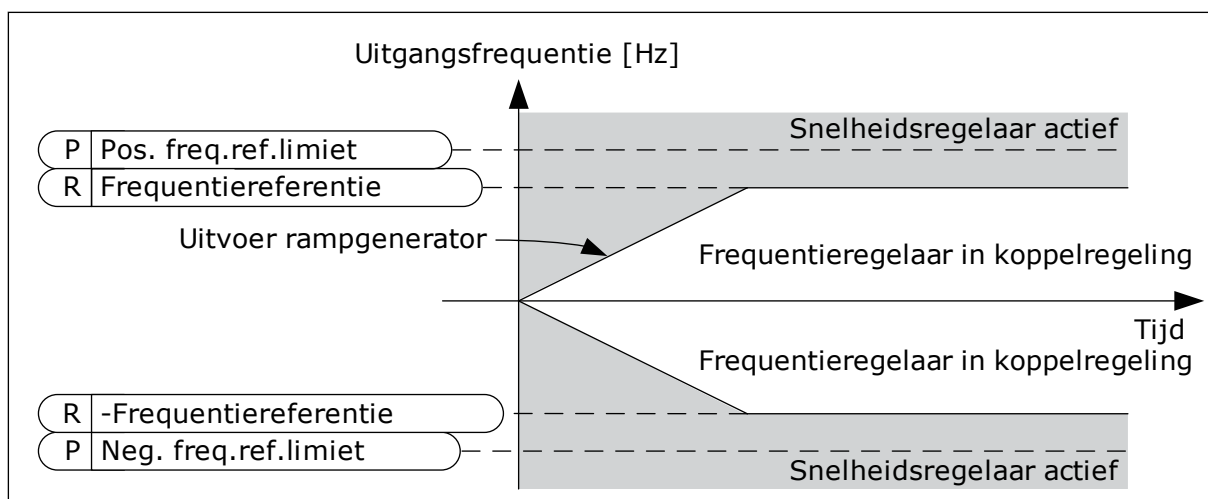 Uitgangsfrequentie [Hz]
Snelheidsregelaar actief
P Pos. freq.ref.limiet
R Frequentiereferentie
Uitvoer rampgenerator
Frequentieregelaar in koppelregeling
Tijd
Frequentieregelaar in koppelregeling
R -Frequentiereferentie
P Neg. freq.ref.limiet
Snelheidsregelaar actief